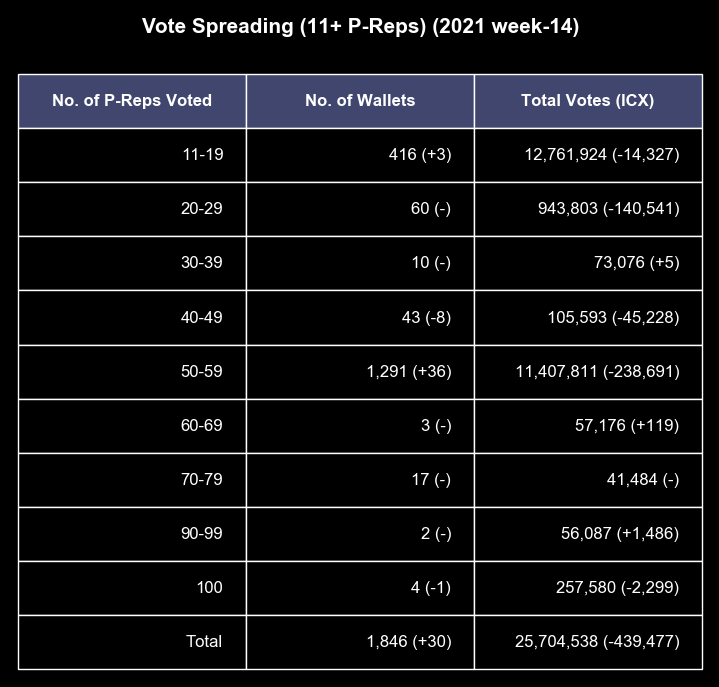 Vote Spreading (11+ P-Reps) (2021 week-14)
No. of P-Reps Voted No. of Wallets Total Votes (ICX)
11-19 416 (+3) 12,761,924 (-14,327)
20-29 60 (-) 943,803 (-140,541)
30-39 10 (-) 73,076 (+5)
40-49 43 (-8) 105,593 (-45,228)
50-59 1,291 (+36) 11,407,811 (-238,691)
60-69 3 (-) 57,176 (+119)
70-79 17 (-) 41,484 (-)
90-99 2 (-) 56,087 (+1,486)
100 4 (-1) 257,580 (-2,299)
Total 1,846 (+30) 25,704,538 (-439,477)